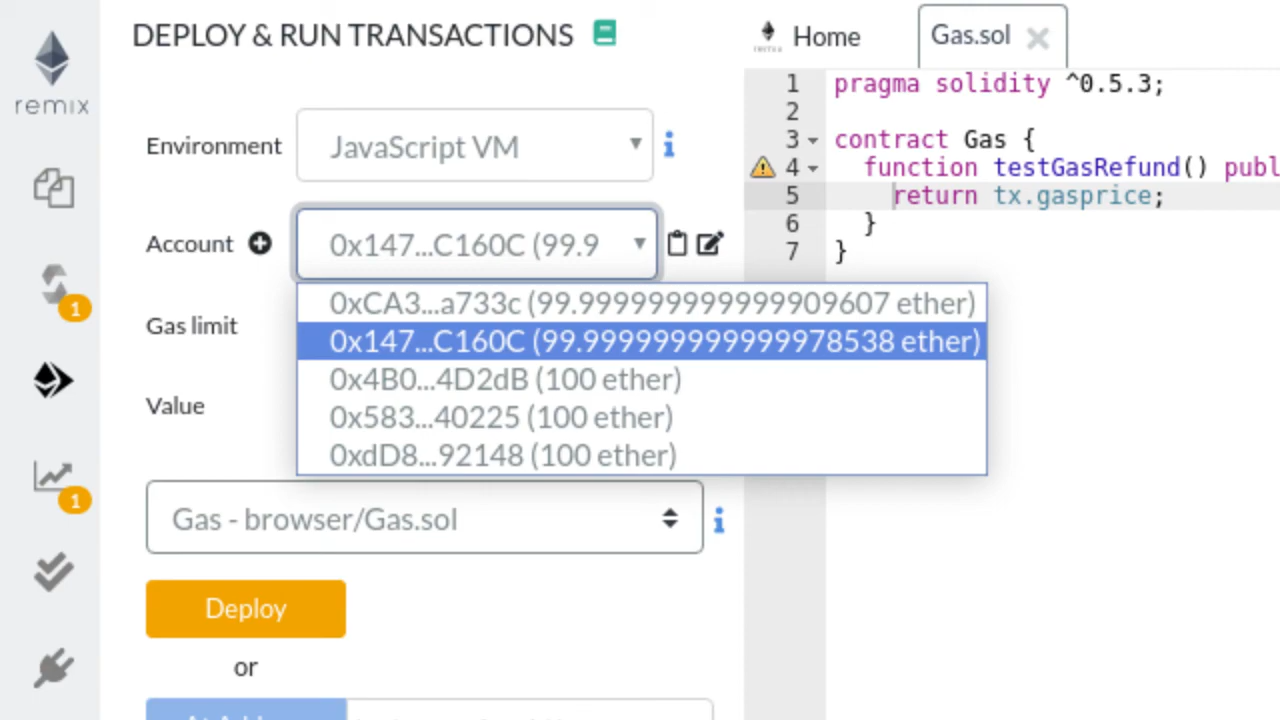 remix
DEPLOY & RUN TRANSACTIONS
Environment
JavaScript VM
Account
0x147...C160C (99.9
0xCA3...a733c (99.999999999999909607 ether)
0x147...C160C (99.999999999999978538 ether)
0x4B0...4D2dB (100 ether)
0x583...40225 (100 ether)
0xdD8...92148 (100 ether)
Gas limit
Value
Gas - browser/Gas.sol
Deploy
or
1
1
remix
Home
Gas.sol
1 pragma solidity ^0.5.3;
2
3 contract Gas {
4 function testGasRefund() publ
5 return tx.gasprice;
6 }
7 }